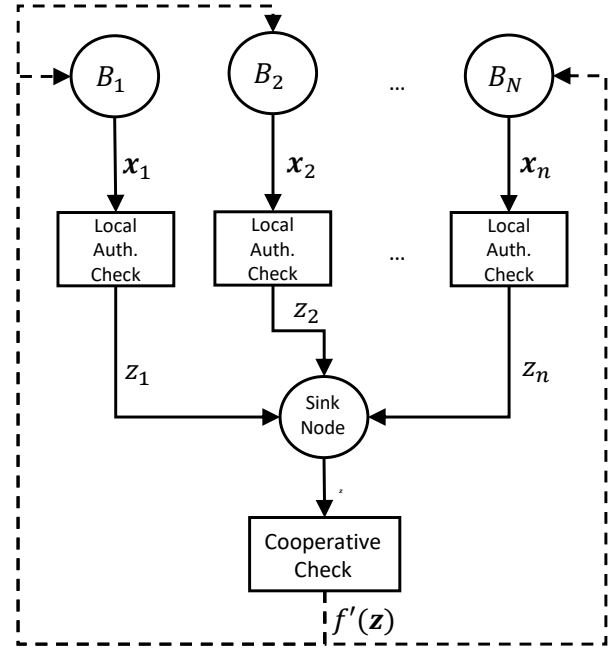 B₁
B₂
...
B_N
𝒙₁
𝒙₂
𝒙ₙ
Local
Auth.
Check
Local
Auth.
Check
...
Local
Auth.
Check
z₁
z₂
zₙ
Sink
Node
z
Cooperative
Check
f′(𝐳)